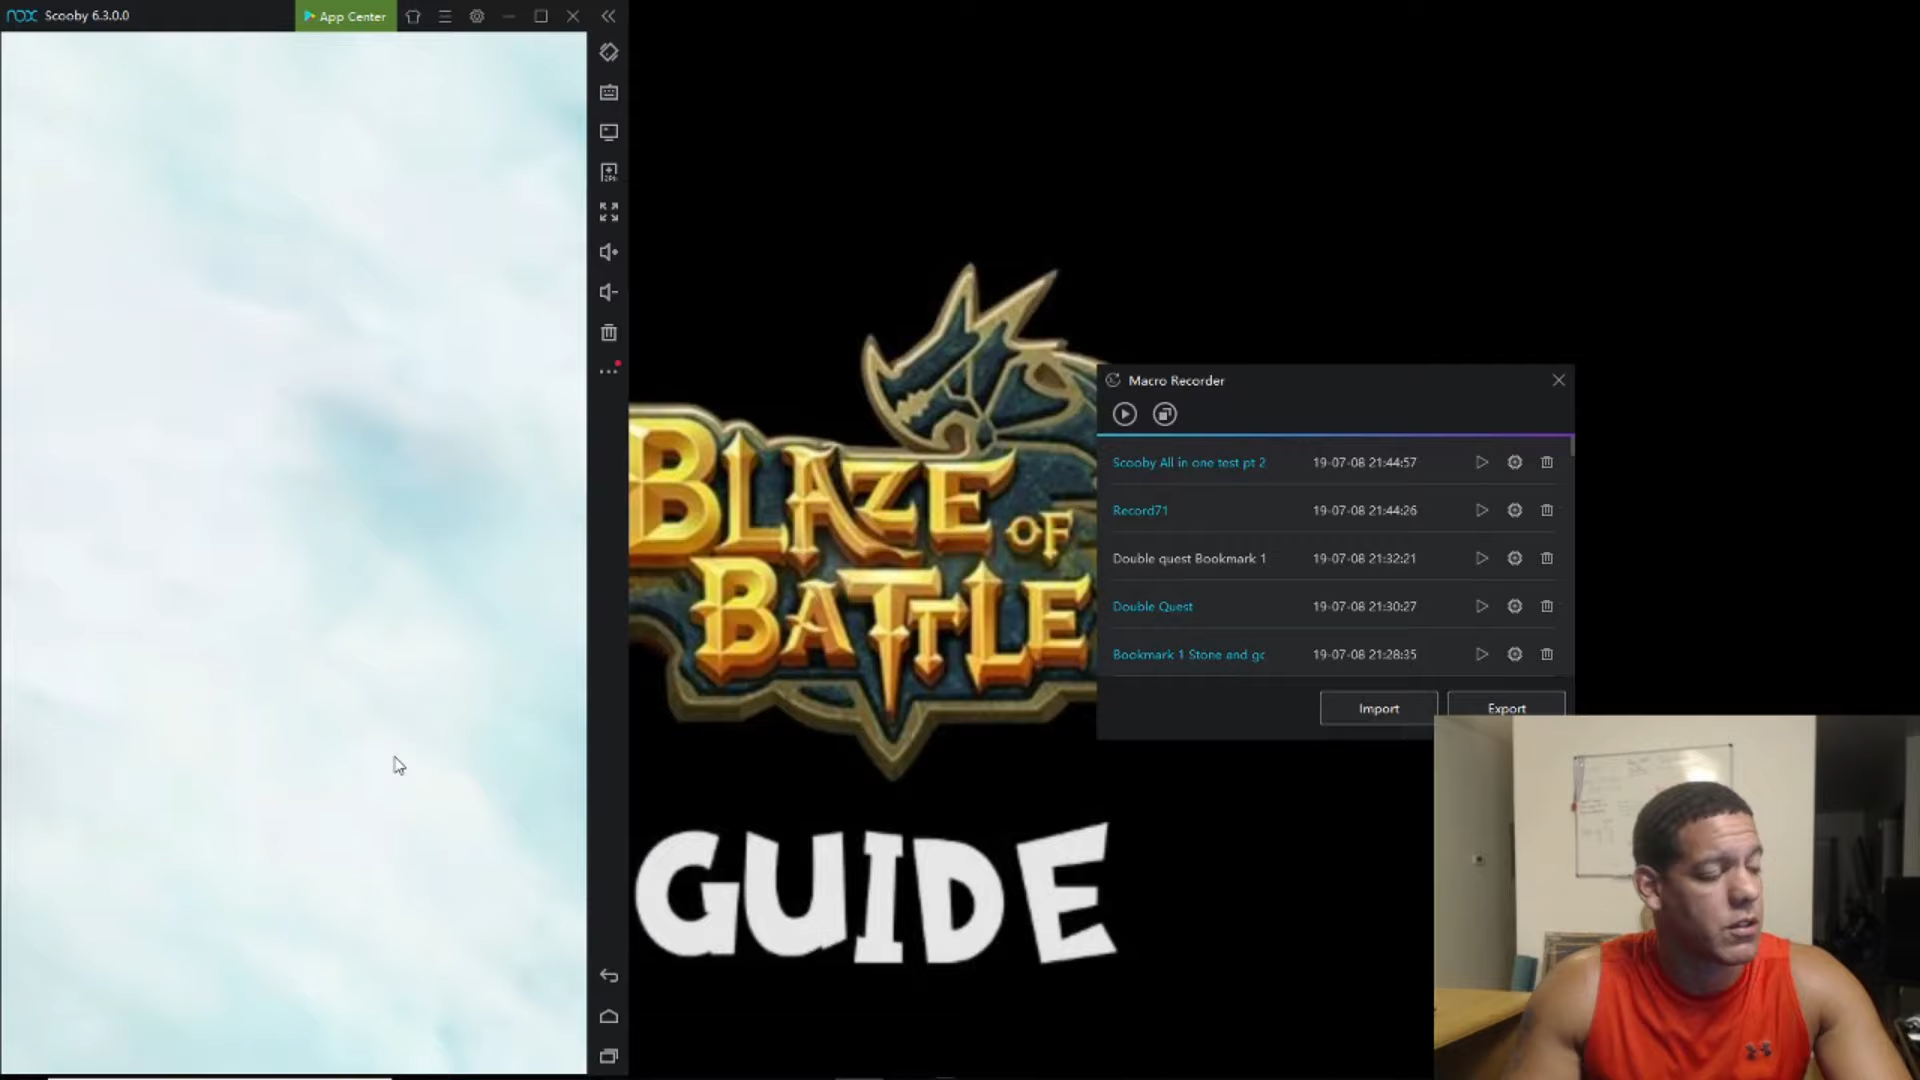 nox Scooby 6.3.0.0
App Center
BLAZE OF
BATTLE
GUIDE
Macro Recorder
Scooby All in one test pt 2 19-07-08 21:44:57
Record71 19-07-08 21:44:26
Double quest Bookmark 1 19-07-08 21:32:21
Double Quest 19-07-08 21:30:27
Bookmark 1 Stone and gc 19-07-08 21:28:35
Import Export